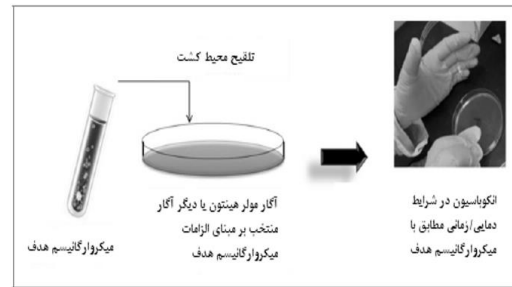 تلقیح محیط کشت
میکروارگانیسم هدف
آگار مولر هینتون یا دیگر آگار
منتخب بر مبنای الزامات
میکروارگانیسم هدف
انکوباسیون در شرایط
دمایی/زمانی مطابق با
میکروارگانیسم هدف